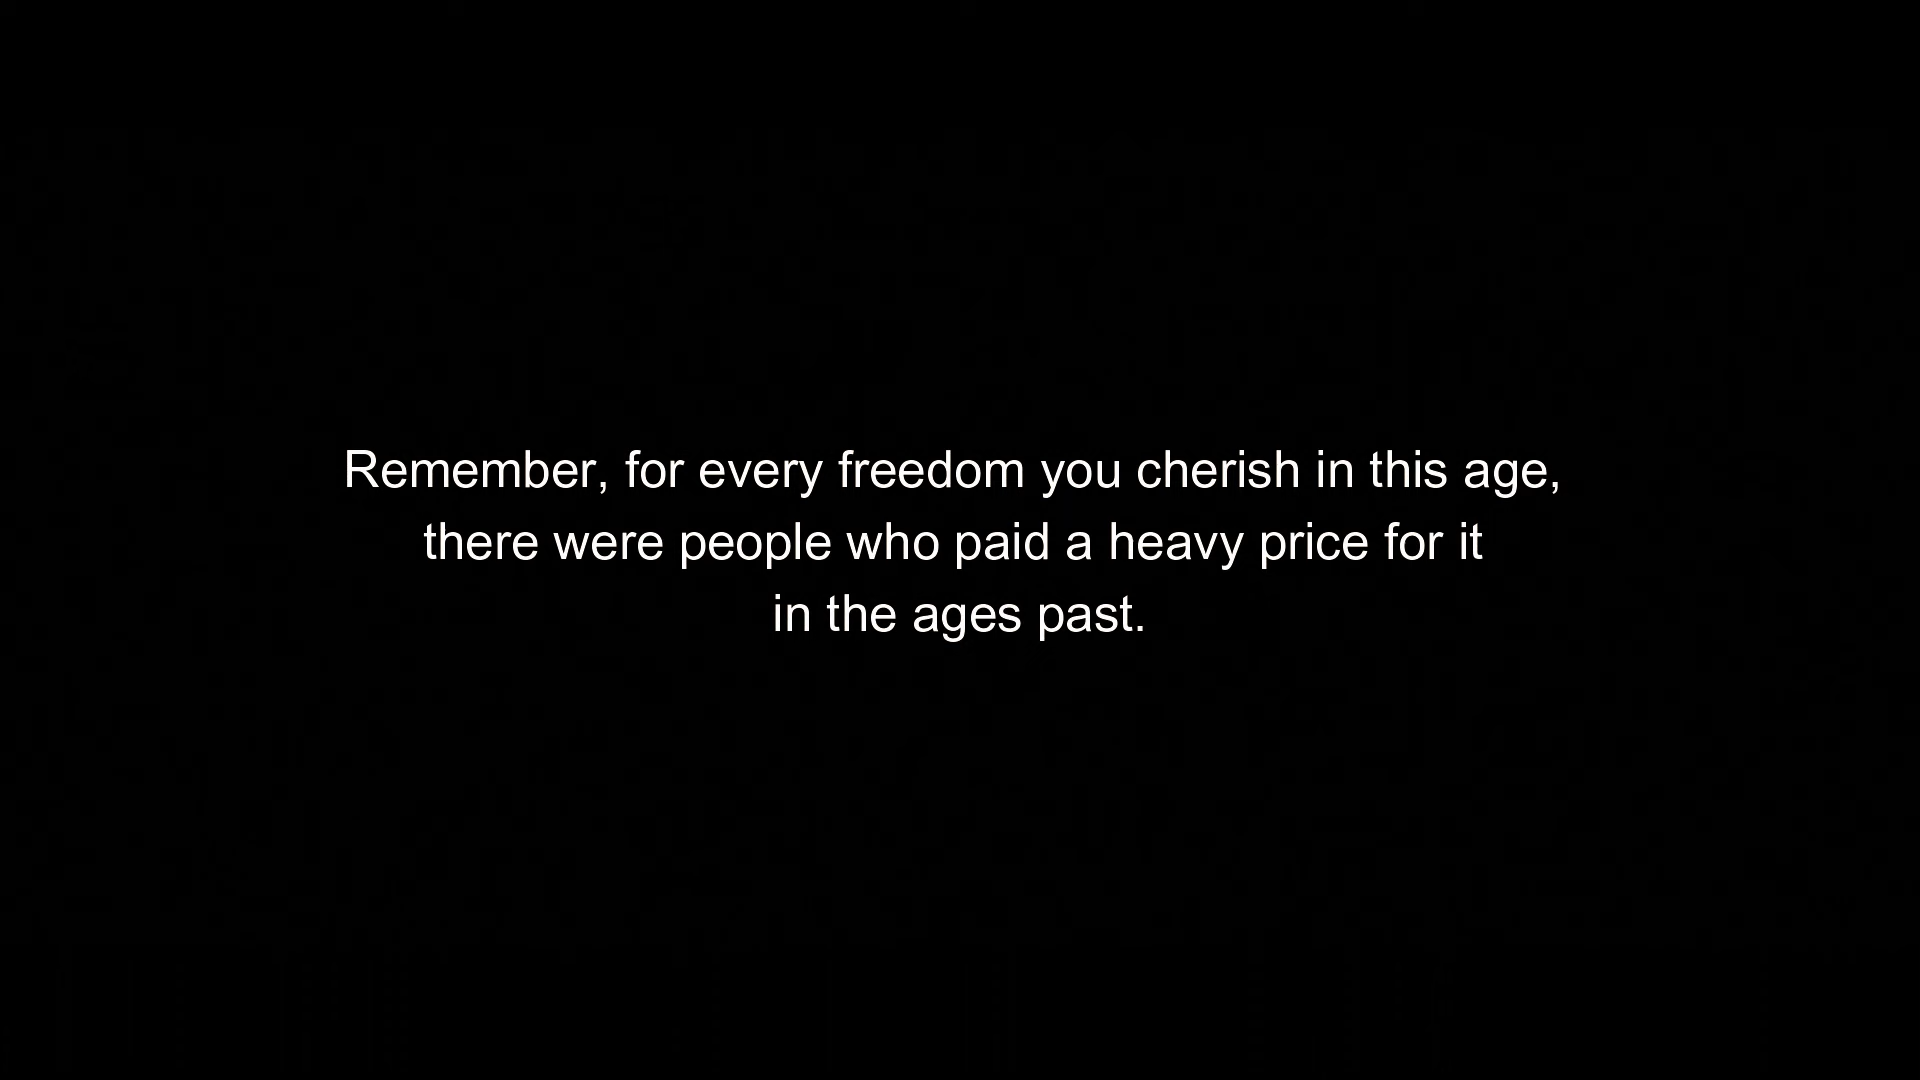 Remember, for every freedom you cherish in this age,
there were people who paid a heavy price for it
in the ages past.